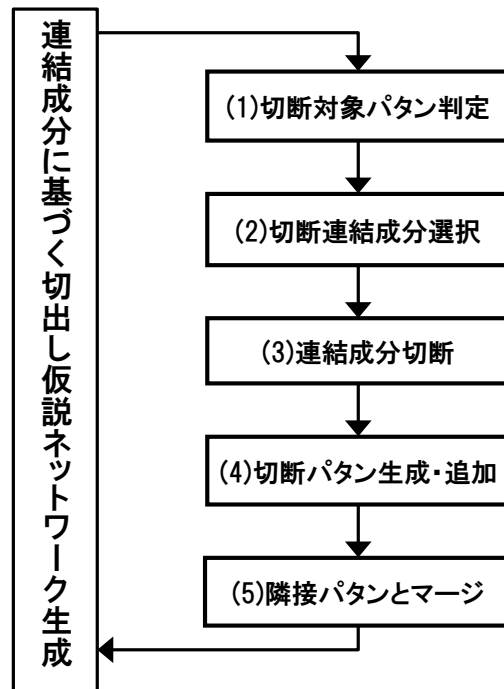 連結成分に基づく切出し仮説ネットワーク生成
(1)切断対象パタン判定
(2)切断連結成分選択
(3)連結成分切断
(4)切断パタン生成・追加
(5)隣接パタンとマージ